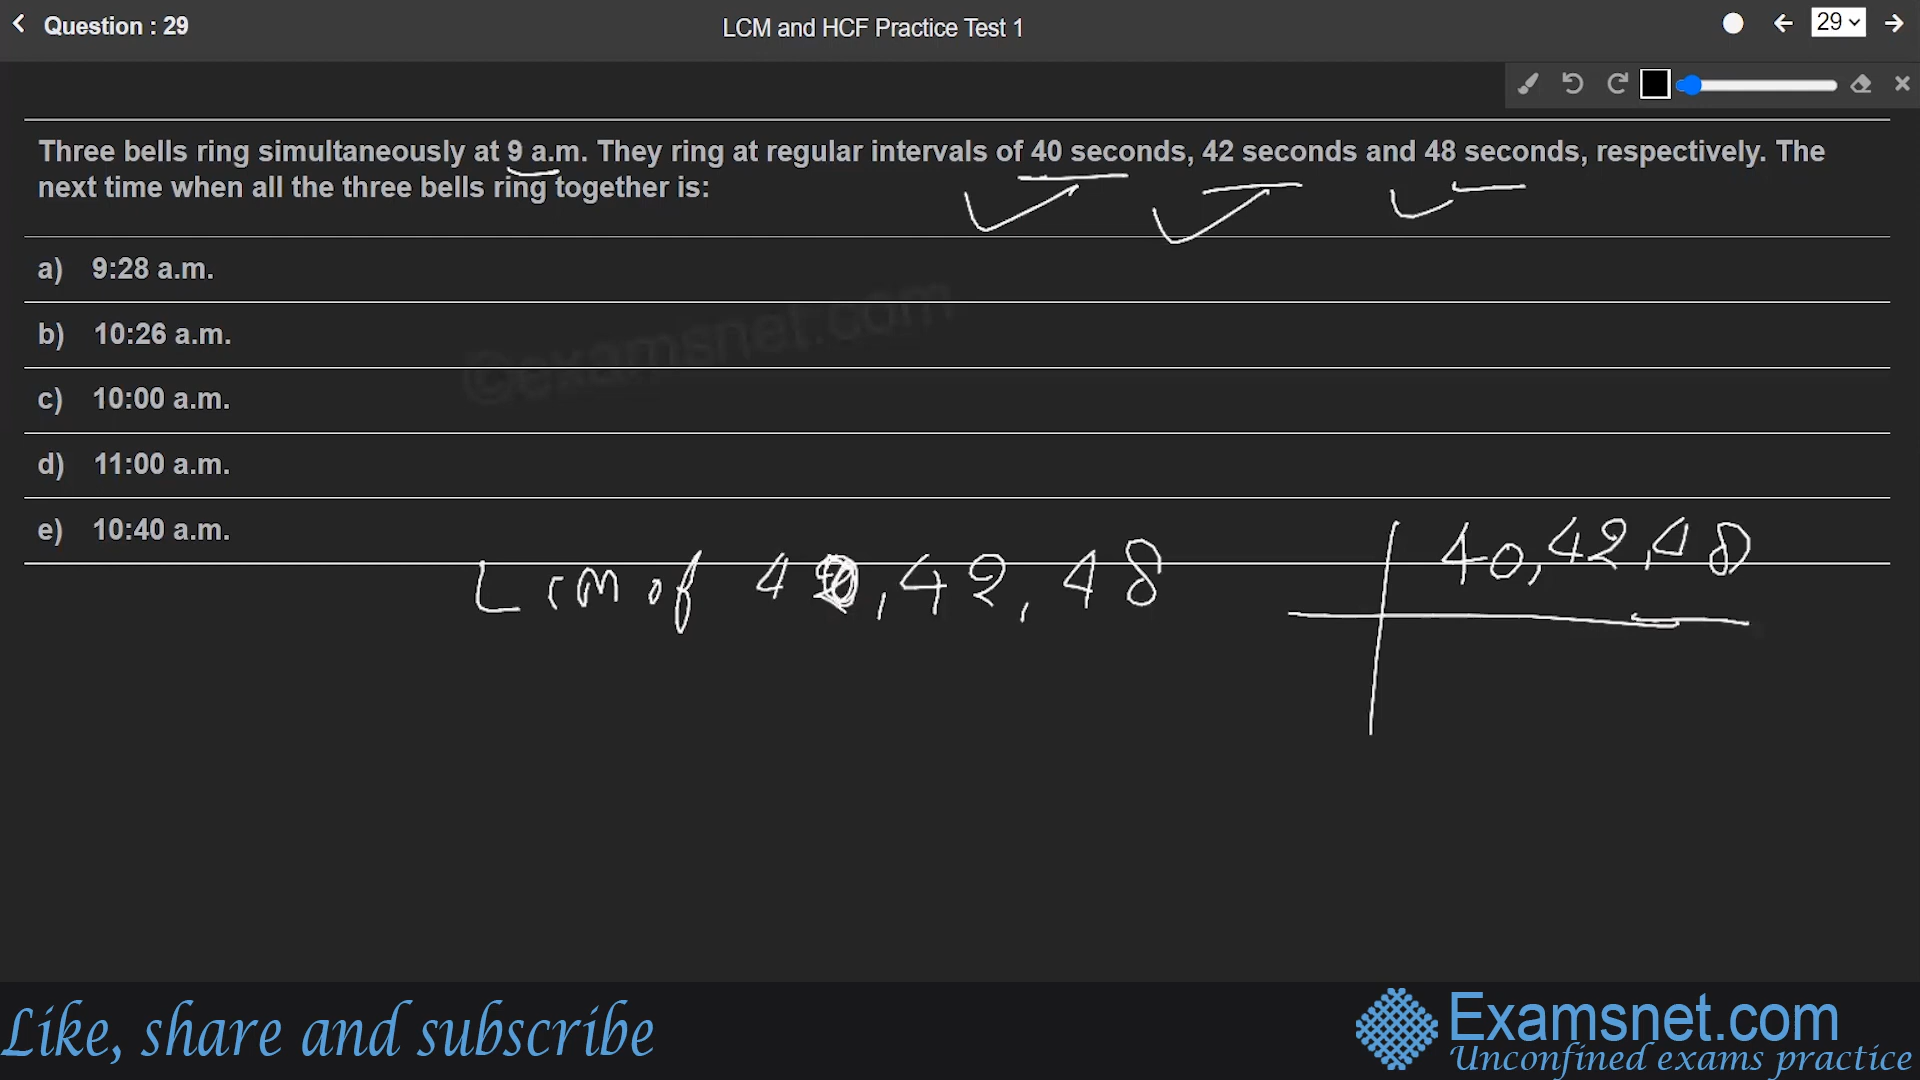 Question : 29
LCM and HCF Practice Test 1
29
Three bells ring simultaneously at 9 a.m. They ring at regular intervals of 40 seconds, 42 seconds and 48 seconds, respectively. The
next time when all the three bells ring together is:
a) 9:28 a.m.
b) 10:26 a.m.
c) 10:00 a.m.
d) 11:00 a.m.
e) 10:40 a.m.
©examsnet.com
LCM of 40, 42, 48
40, 42, 48
Like, share and subscribe
Examsnet.com
Unconfined exams practice